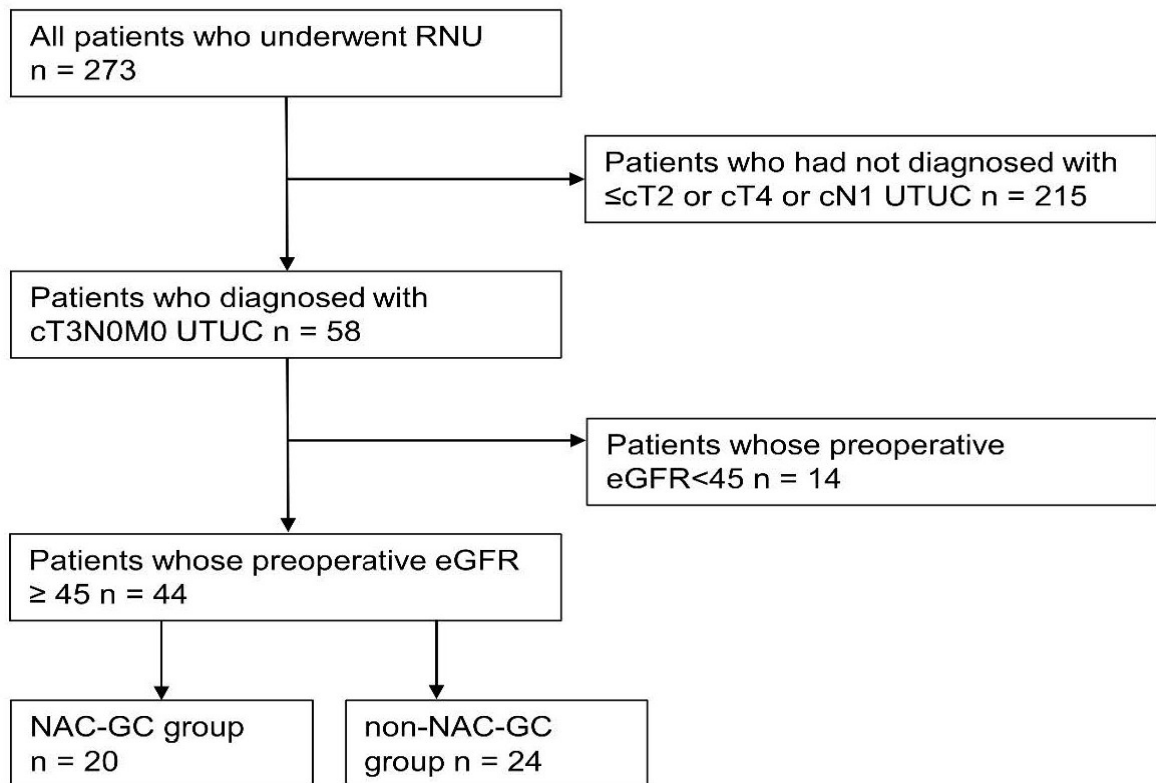 All patients who underwent RNU
n = 273
Patients who had not diagnosed with
≤cT2 or cT4 or cN1 UTUC n = 215
Patients who diagnosed with
cT3N0M0 UTUC n = 58
Patients whose preoperative
eGFR<45 n = 14
Patients whose preoperative eGFR
≥ 45 n = 44
NAC-GC group
n = 20
non-NAC-GC
group n = 24